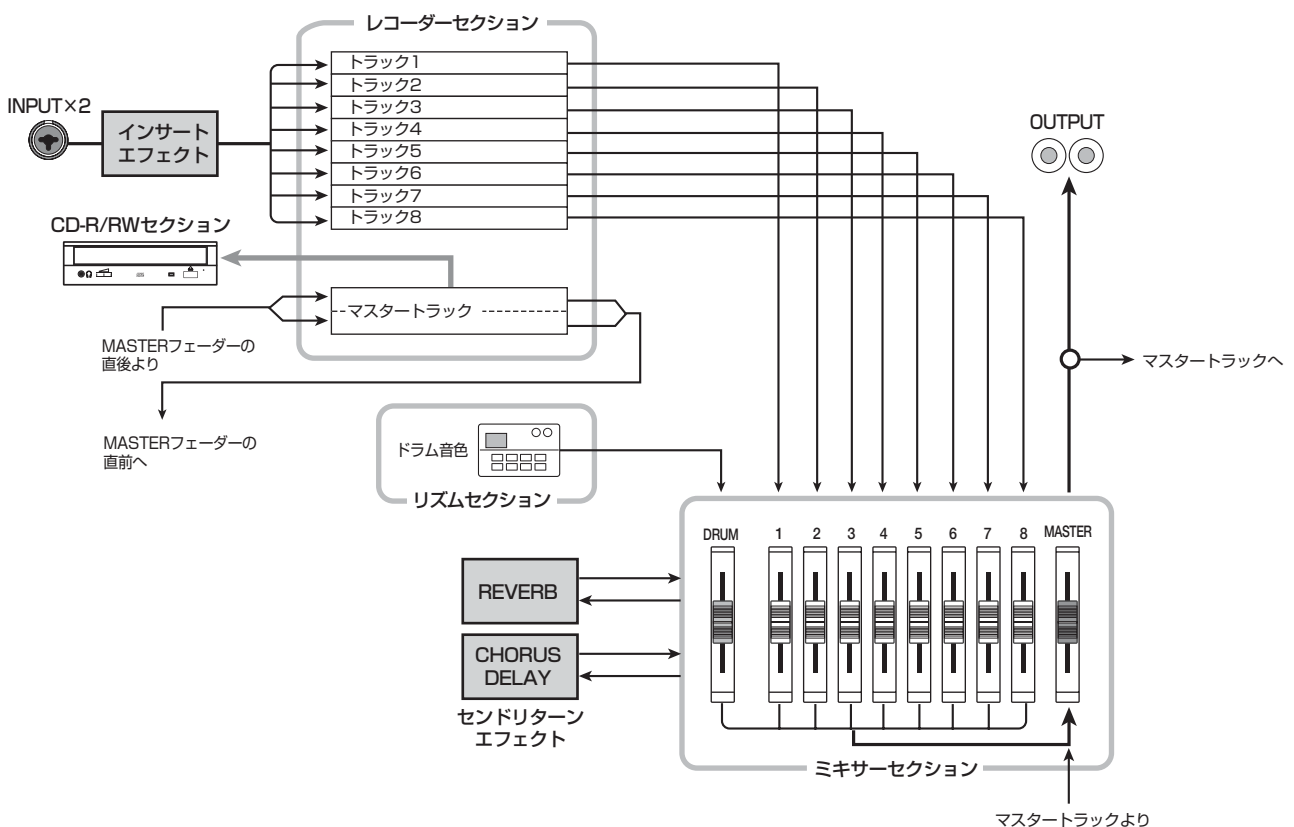 レコーダーセクション
トラック1
トラック2
トラック3
トラック4
トラック5
トラック6
トラック7
トラック8
INPUT×2
インサート
エフェクト
OUTPUT
CD-R/RWセクション
マスタートラック
MASTERフェーダーの
直後より
マスタートラックへ
MASTERフェーダーの
直前へ
ドラム音色
リズムセクション
DRUM 1 2 3 4 5 6 7 8 MASTER
REVERB
CHORUS
DELAY
センドリターン
エフェクト
ミキサーセクション
マスタートラックより